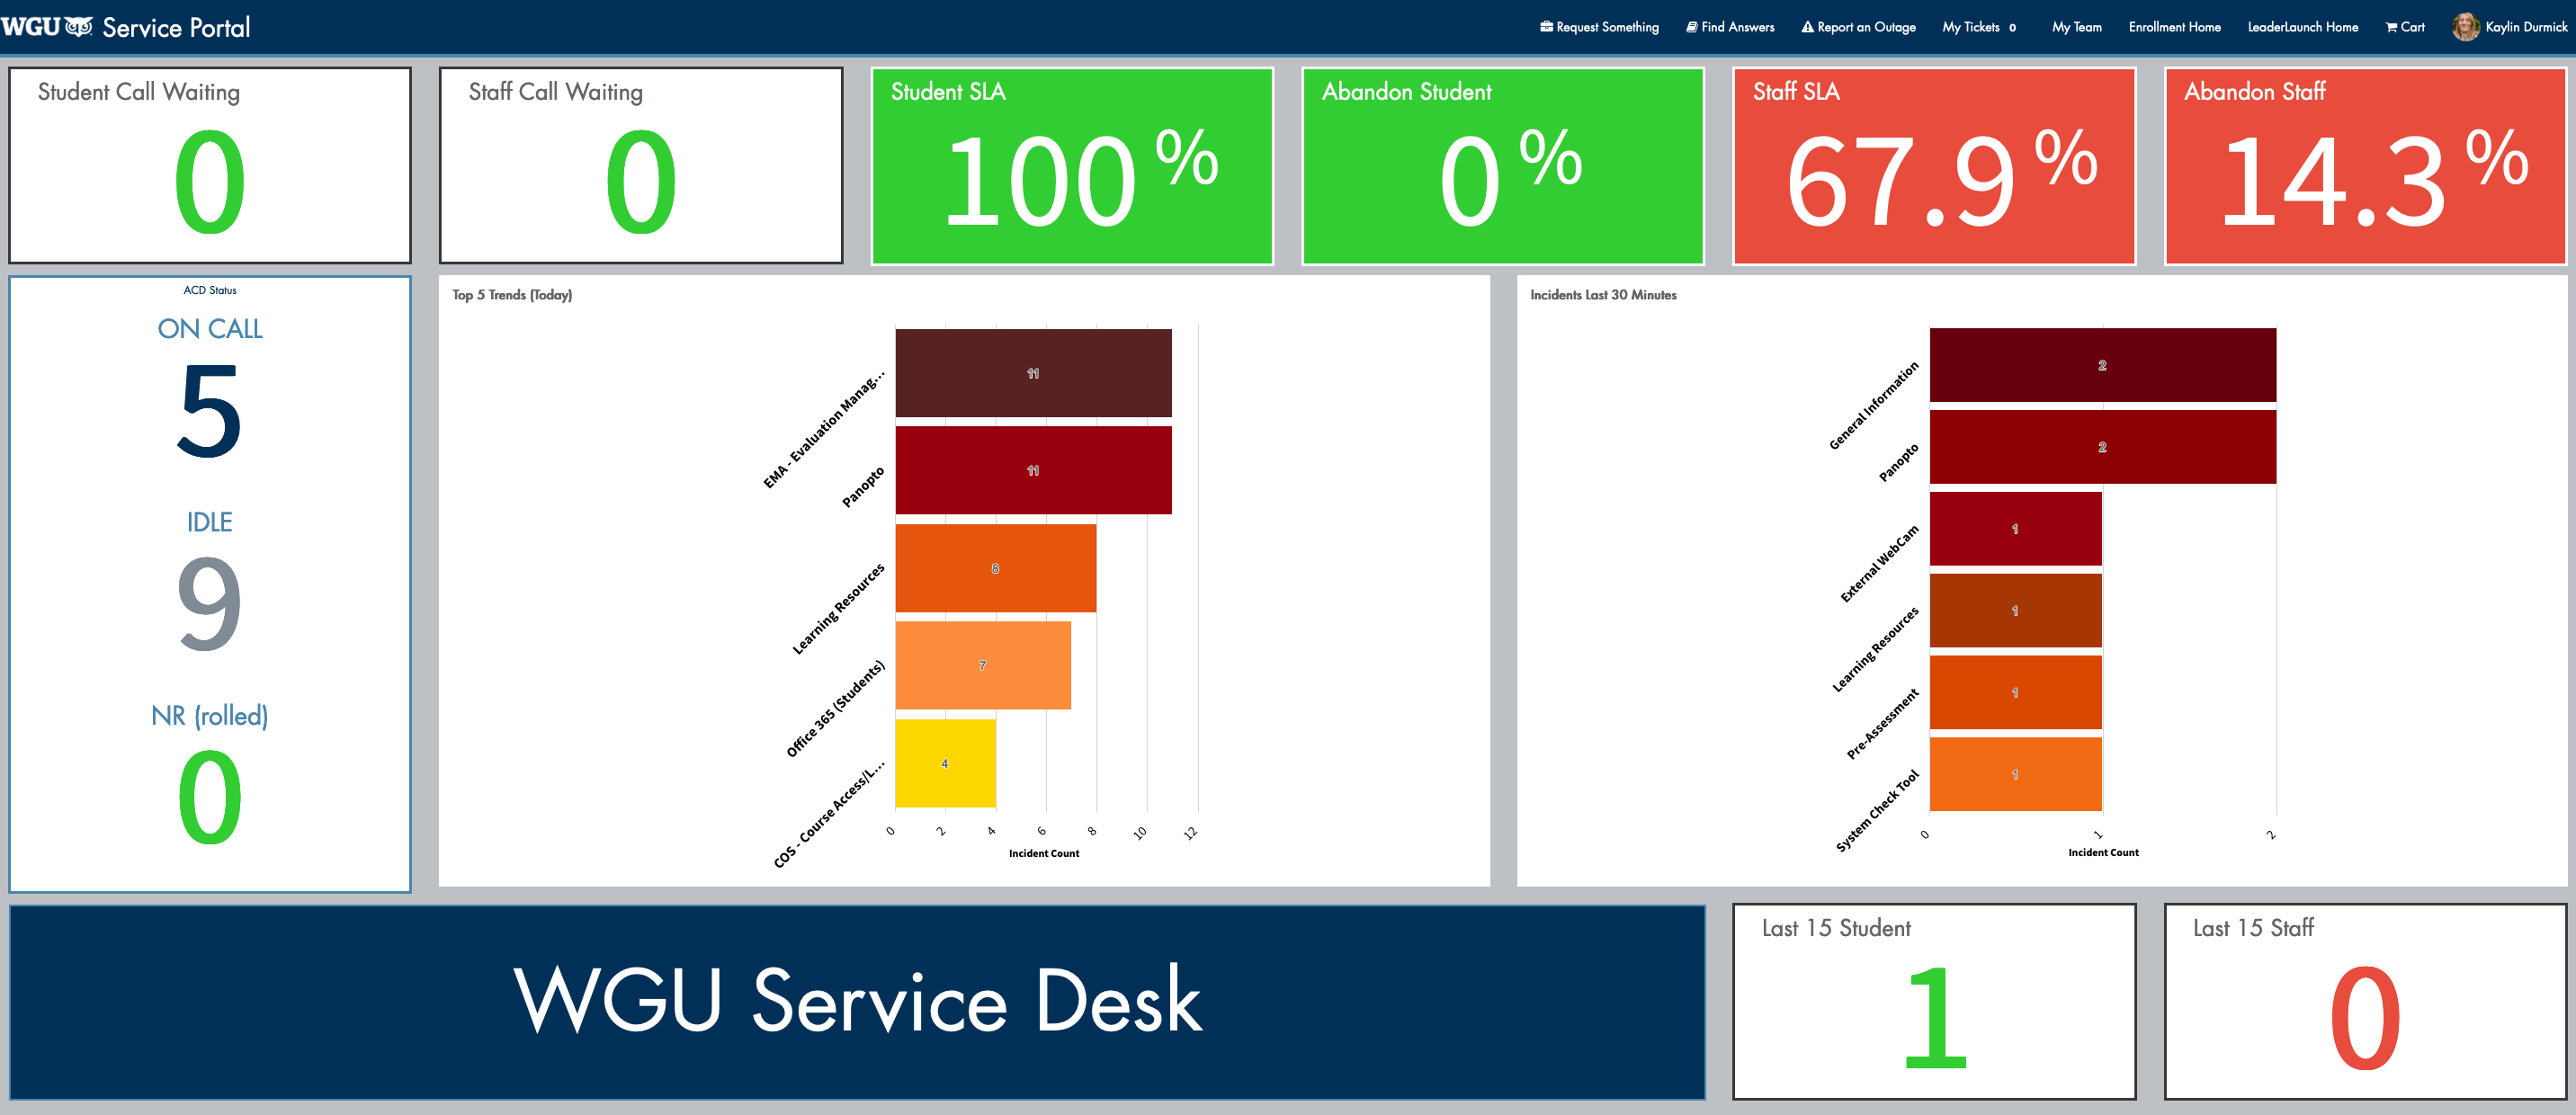 WGU Service Portal
Request Something
Find Answers
Report an Outage
My Tickets 0
My Team
Enrollment Home
LeaderLaunch Home
Cart
Kaylin Durmick
Student Call Waiting
0
Staff Call Waiting
0
Student SLA
100 %
Abandon Student
0 %
Staff SLA
67.9 %
Abandon Staff
14.3 %
ACD Status
ON CALL
5
IDLE
9
NR (rolled)
0
Top 5 Trends (Today)
EMA - Evaluation Manag...
11
Panopto
11
Learning Resources
8
Office 365 (Students)
7
COS - Course Access/L...
4
0 2 4 6 8 10 12
Incident Count
Incidents Last 30 Minutes
General Information
2
Panopto
2
External WebCam
1
Learning Resources
1
Pre-Assessment
1
System Check Tool
1
0 1 2
Incident Count
WGU Service Desk
Last 15 Student
1
Last 15 Staff
0